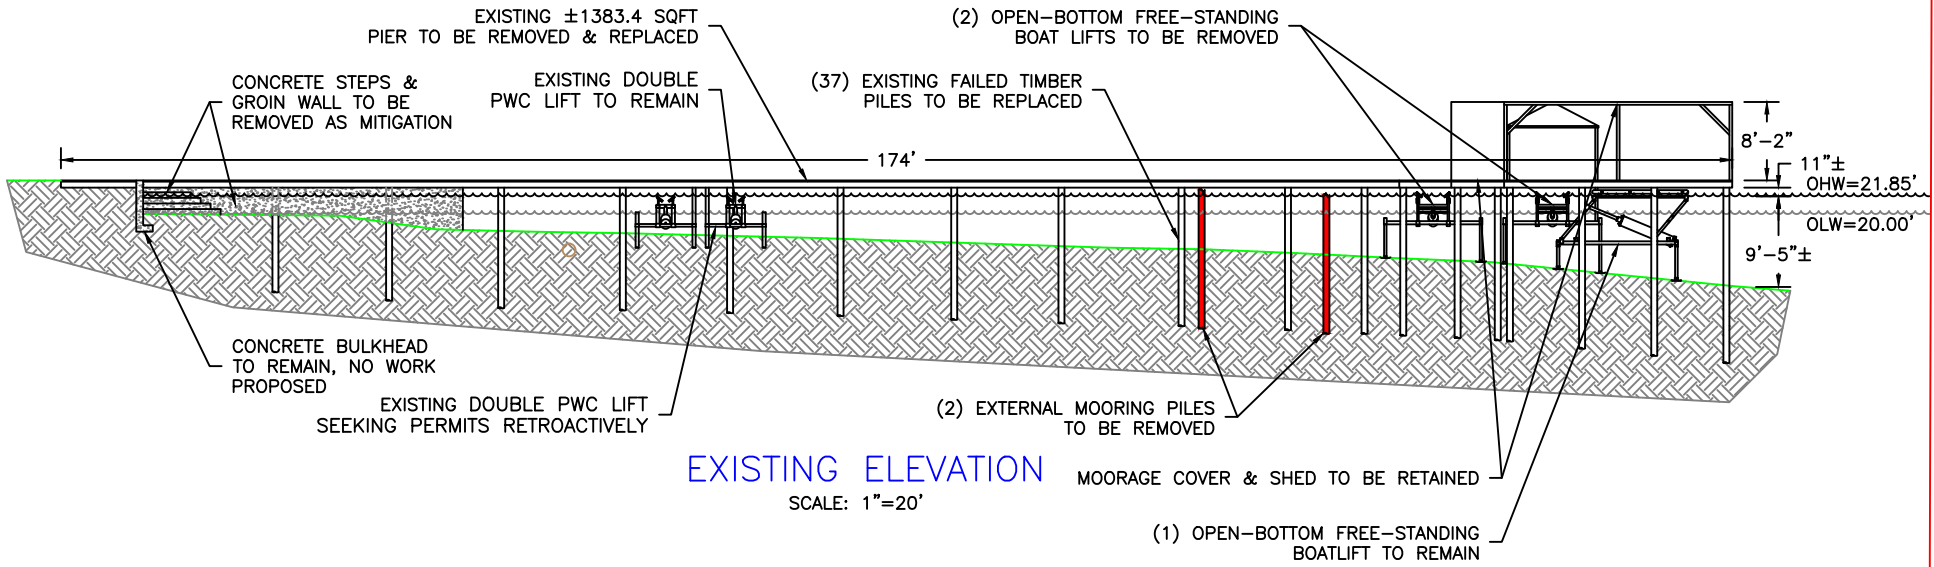 EXISTING ±1383.4 SQFT
PIER TO BE REMOVED & REPLACED
(2) OPEN-BOTTOM FREE-STANDING
BOAT LIFTS TO BE REMOVED
CONCRETE STEPS &
GROIN WALL TO BE
REMOVED AS MITIGATION
EXISTING DOUBLE
PWC LIFT TO REMAIN
(37) EXISTING FAILED TIMBER
PILES TO BE REPLACED
174'
8'-2"
11"±
OHW=21.85'
OLW=20.00'
9'-5"±
CONCRETE BULKHEAD
TO REMAIN, NO WORK
PROPOSED
EXISTING DOUBLE PWC LIFT
SEEKING PERMITS RETROACTIVELY
(2) EXTERNAL MOORING PILES
TO BE REMOVED
MOORAGE COVER & SHED TO BE RETAINED
(1) OPEN-BOTTOM FREE-STANDING
BOATLIFT TO REMAIN
EXISTING ELEVATION
SCALE: 1"=20'